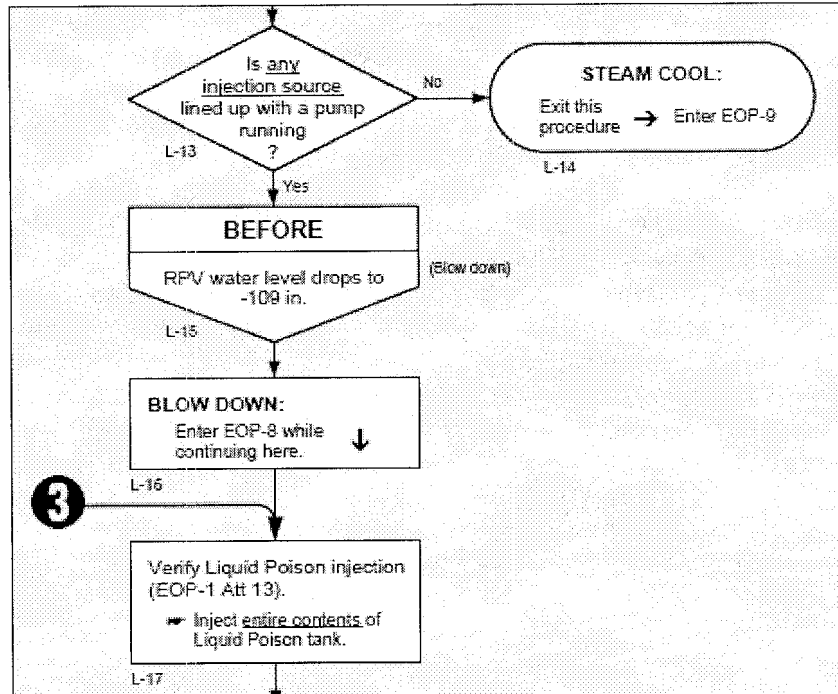 Is any
injection source
lined up with a pump
running
?
L-13
No
STEAM COOL:
Exit this
procedure → Enter EOP-9
L-14
Yes
BEFORE
RPV water level drops to
-109 in.
(Blow down)
L-15
BLOW DOWN:
Enter EOP-8 while
continuing here. ↓
L-16
3
Verify Liquid Poison injection
(EOP-1 Att 13).
☛ Inject entire contents of
Liquid Poison tank.
L-17